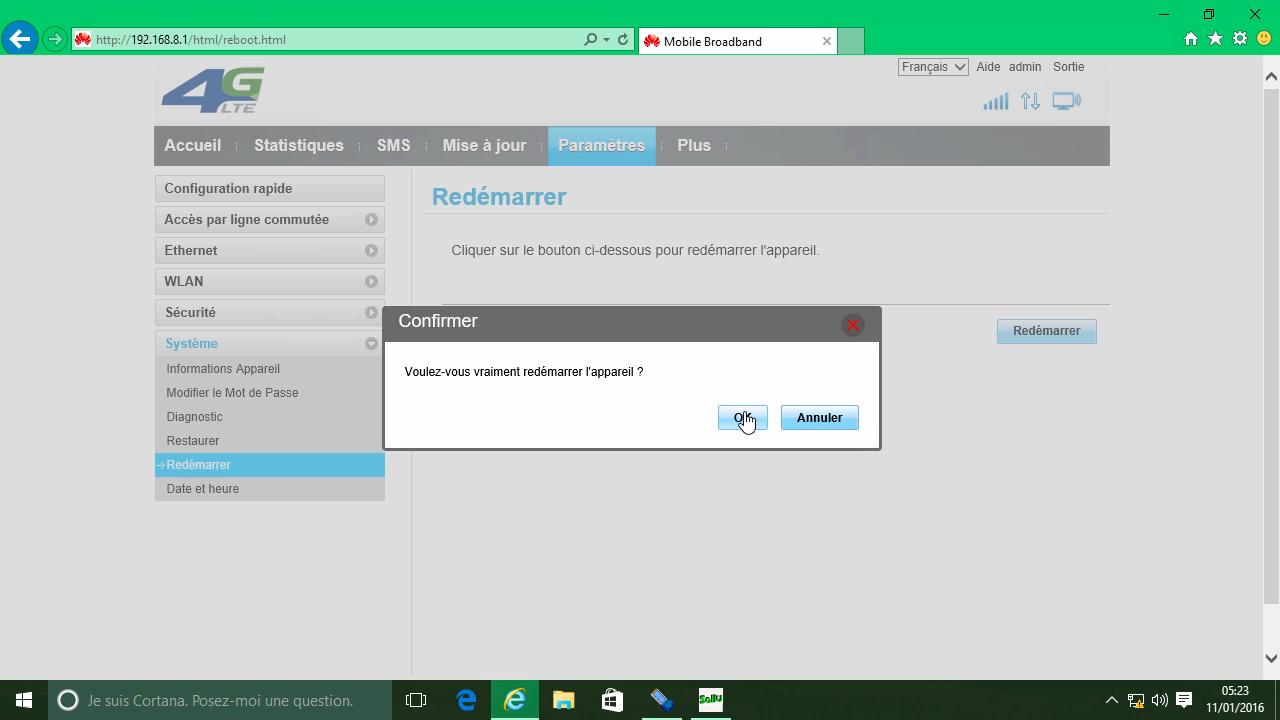 http://192.168.8.1/html/reboot.html
Mobile Broadband
4G
LTE
Français Aide admin Sortie
Accueil Statistiques SMS Mise à jour Paramètres Plus
Configuration rapide
Accès par ligne commutée
Ethernet
WLAN
Sécurité
Système
Informations Appareil
Modifier le Mot de Passe
Diagnostic
Restaurer
Redémarrer
Date et heure
Redémarrer
Cliquer sur le bouton ci-dessous pour redémarrer l'appareil.
Redémarrer
Confirmer
Voulez-vous vraiment redémarrer l'appareil ?
OK Annuler
Je suis Cortana. Posez-moi une question.
05:23
11/01/2016